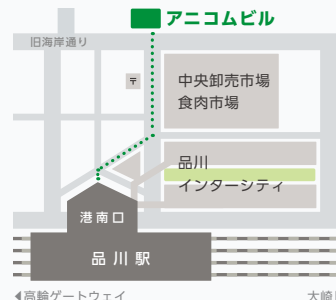 アニコムビル
旧海岸通り
〒
中央卸売市場
食肉市場
品川
インターシティ
港南口
品川駅
◀高輪ゲートウェイ
大崎